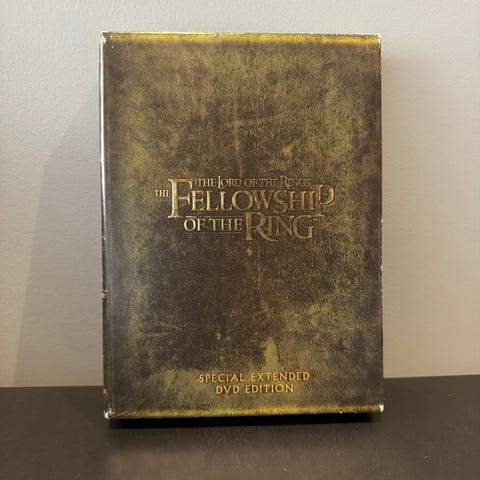 THE LORD OF THE RINGS
THE FELLOWSHIP
OF THE RING
SPECIAL EXTENDED
DVD EDITION